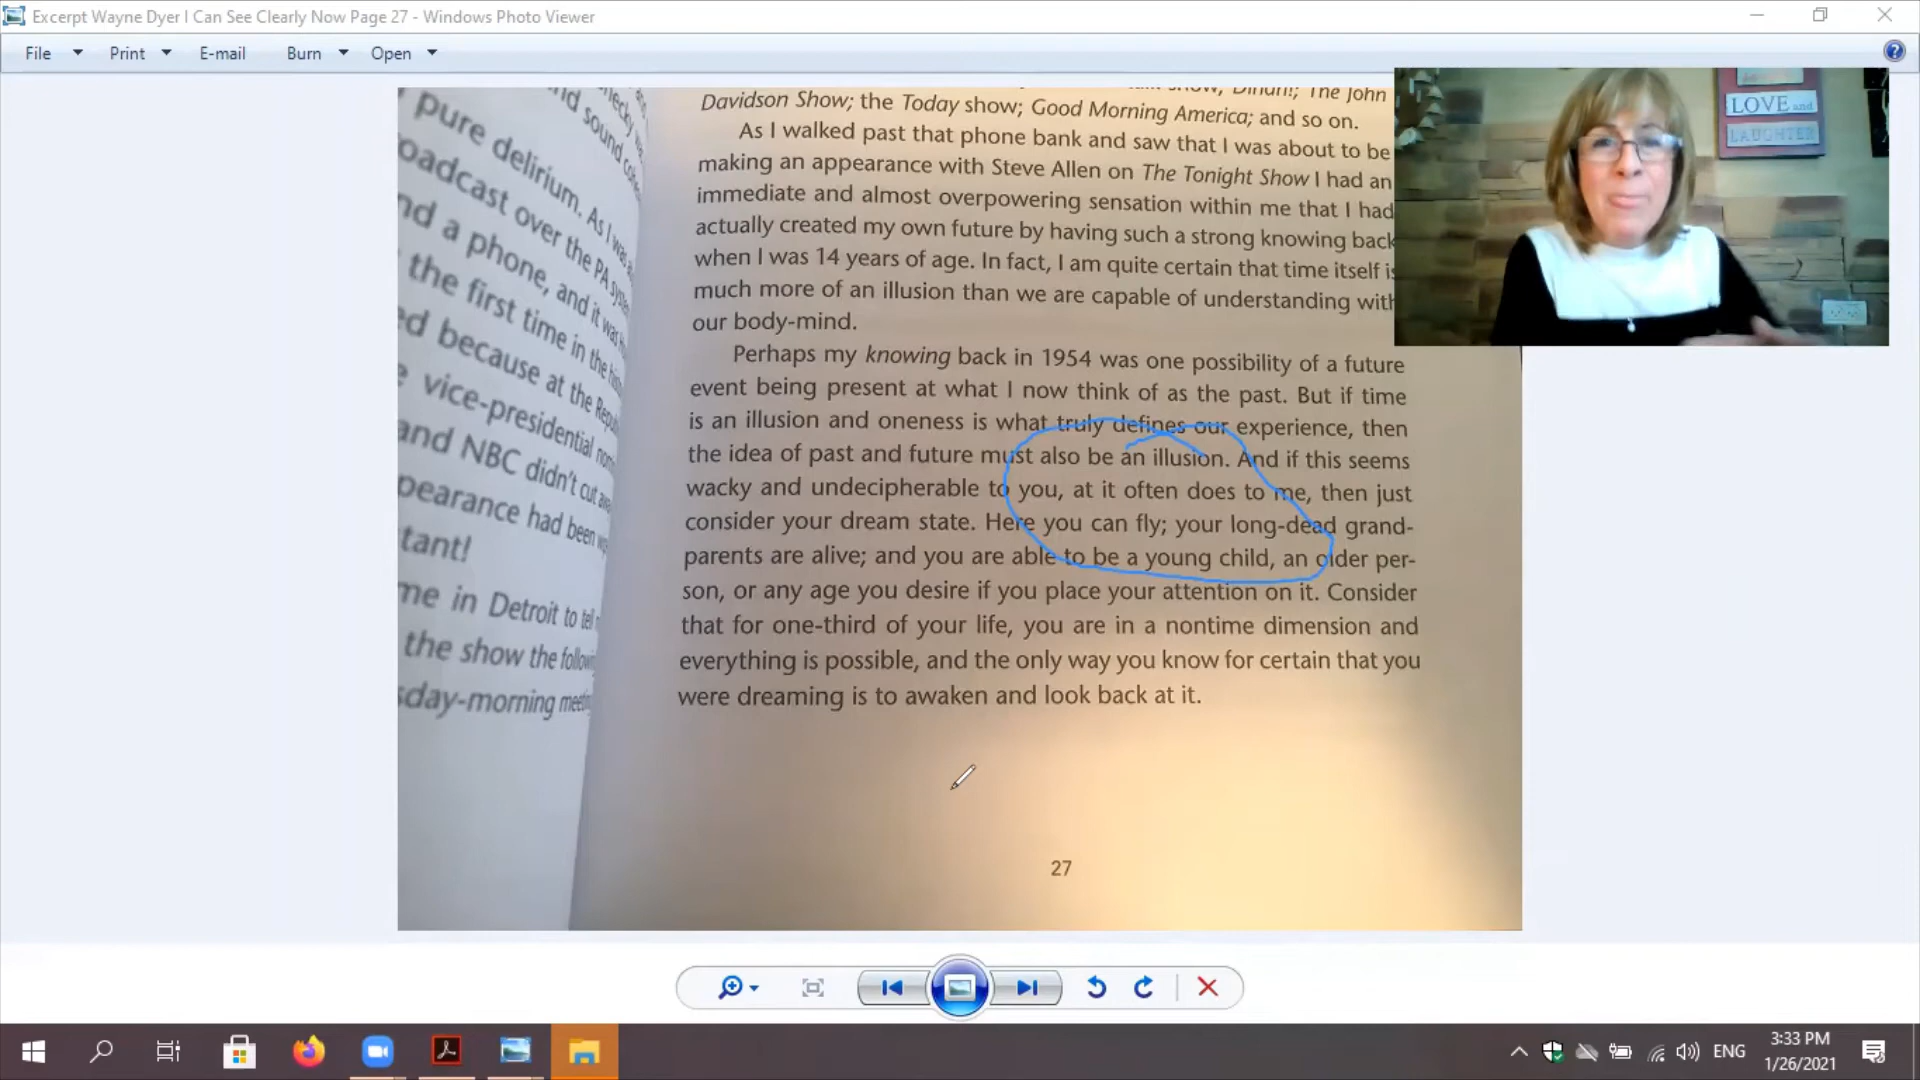 Excerpt Wayne Dyer I Can See Clearly Now Page 27 - Windows Photo Viewer
File Print E-mail Burn Open
pure delirium. As I was
oadcast over the PA
nd a phone, and it was
the first time in the
ed because at the
vice-presidential
and NBC didn't cut
pearance had been
tant!
me in Detroit to tell
the show the
sday-morning
nd sound
Davidson Show; the Today show; Good Morning America; and so on.
The John
As I walked past that phone bank and saw that I was about to be
making an appearance with Steve Allen on The Tonight Show I had an
immediate and almost overpowering sensation within me that I had
actually created my own future by having such a strong knowing back
when I was 14 years of age. In fact, I am quite certain that time itself is
much more of an illusion than we are capable of understanding with
our body-mind.
Perhaps my knowing back in 1954 was one possibility of a future
event being present at what I now think of as the past. But if time
is an illusion and oneness is what truly defines our experience, then
the idea of past and future must also be an illusion. And if this seems
wacky and undecipherable to you, at it often does to me, then just
consider your dream state. Here you can fly; your long-dead grand-
parents are alive; and you are able to be a young child, an older per-
son, or any age you desire if you place your attention on it. Consider
that for one-third of your life, you are in a nontime dimension and
everything is possible, and the only way you know for certain that you
were dreaming is to awaken and look back at it.
27
LOVE and
LAUGHTER
ENG
3:33 PM
1/26/2021